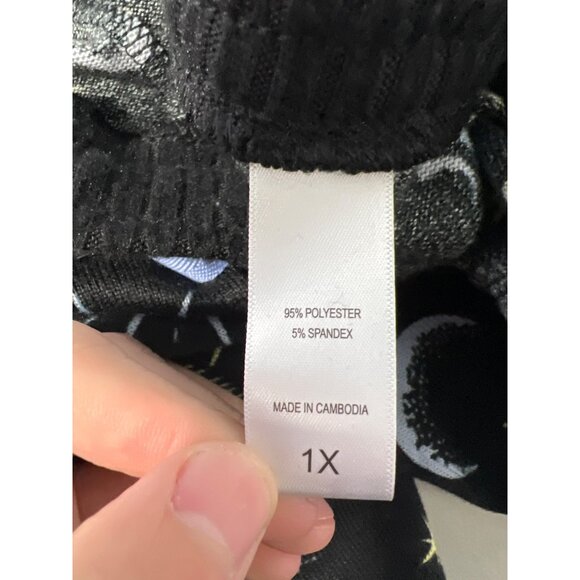 95% POLYESTER
5% SPANDEX
MADE IN CAMBODIA
1X